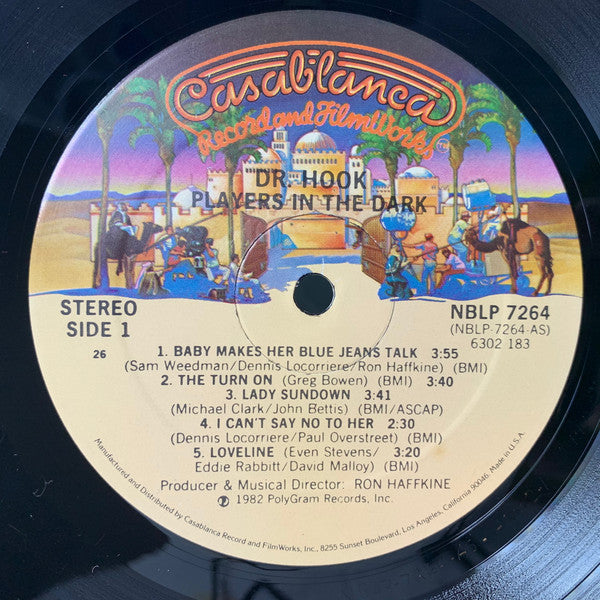 Casablanca
Record and FilmWorks
TM
DR. HOOK
PLAYERS IN THE DARK
STEREO
SIDE 1
26
NBLP 7264
(NBLP-7264-AS)
6302 183
1. BABY MAKES HER BLUE JEANS TALK 3:55
(Sam Weedman/Dennis Locorriere/Ron Haffkine) (BMI)
2. THE TURN ON (Greg Bowen) (BMI) 3:40
3. LADY SUNDOWN 3:41
(Michael Clark/John Bettis) (BMI/ASCAP)
4. I CAN'T SAY NO TO HER 2:30
(Dennis Locorriere/Paul Overstreet) (BMI)
5. LOVELINE (Even Stevens/ 3:20
Eddie Rabbitt/David Malloy) (BMI)
Producer & Musical Director: RON HAFFKINE
℗ 1982 PolyGram Records, Inc.
Manufactured and Distributed by Casablanca Record and FilmWorks, Inc., 8255 Sunset Boulevard, Los Angeles, California 90046. Made in U.S.A.